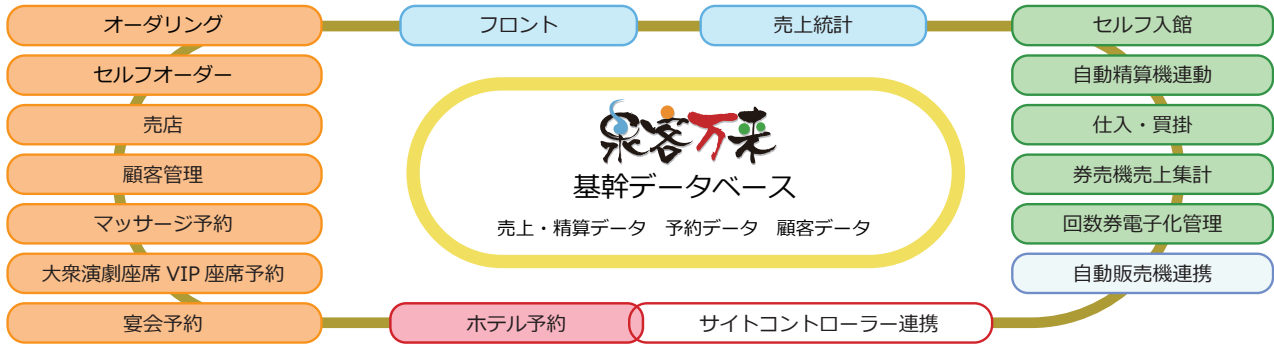 オーダリング
フロント
売上統計
セルフ入館
セルフオーダー
自動精算機連動
売店
仕入・買掛
顧客管理
券売機売上集計
マッサージ予約
回数券電子化管理
大衆演劇座席 VIP 座席予約
自動販売機連携
宴会予約
ホテル予約
サイトコントローラー連携
泉客万来
基幹データベース
売上・精算データ　予約データ　顧客データ